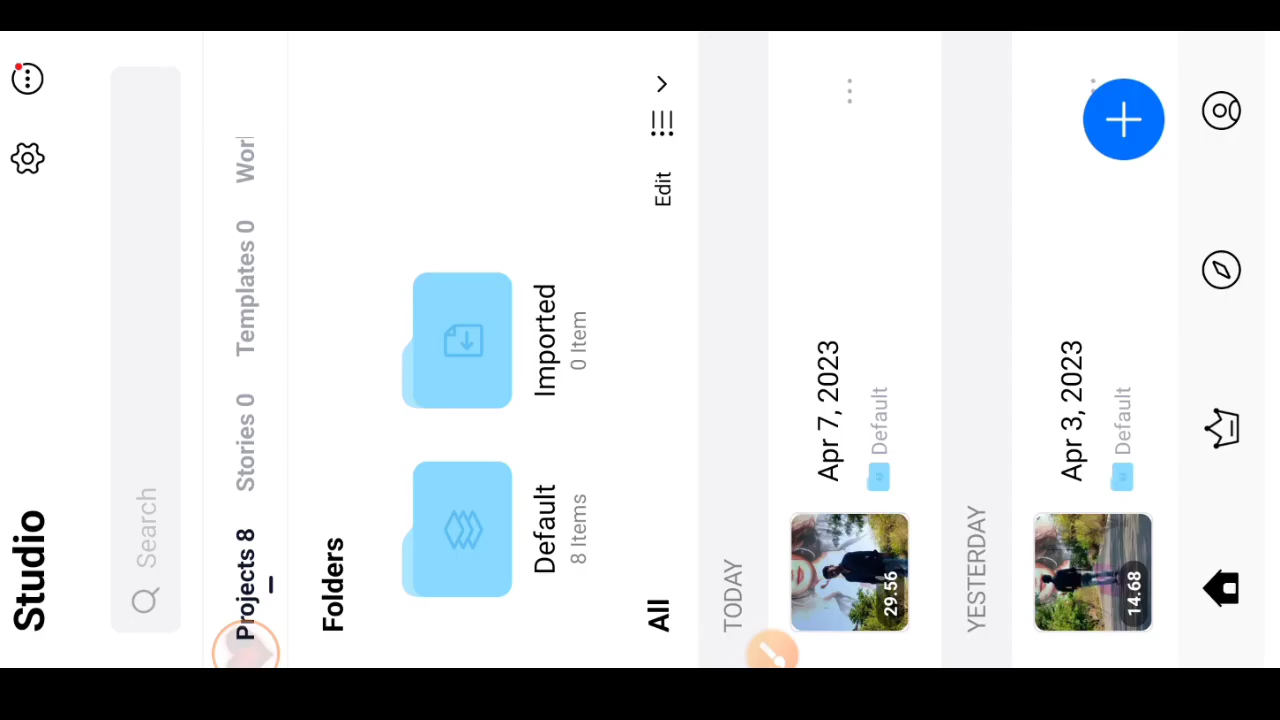 Studio
Search
Projects 8 Stories 0 Templates 0
Folders
Default Imported
8 Items 0 Item
All Edit
TODAY
Apr 7, 2023
Default
29.56
YESTERDAY
Apr 3, 2023
Default
14.68